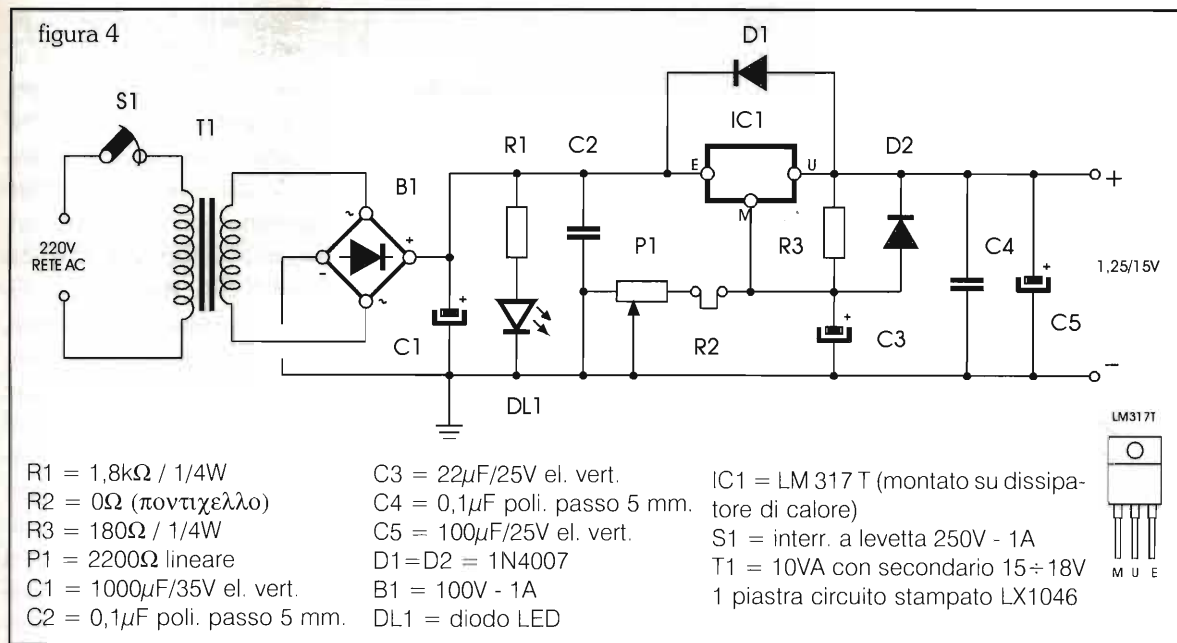 figura 4
D1
S1
T1
IC1
R1
C2
D2
B1
E
U
M
~
+
-
~
220V
RETE AC
P1
R3
C4
+
1,25/15V
+
+
+
C1
R2
C3
C5
-
DL1
LM317T
M U E
R1 = 1,8kΩ / 1/4W
R2 = 0Ω (ποντιχελλο)
R3 = 180Ω / 1/4W
P1 = 2200Ω lineare
C1 = 1000µF/35V el. vert.
C2 = 0,1µF poli. passo 5 mm.
C3 = 22µF/25V el. vert.
C4 = 0,1µF poli. passo 5 mm.
C5 = 100µF/25V el. vert.
D1=D2 = 1N4007
B1 = 100V - 1A
DL1 = diodo LED
IC1 = LM 317 T (montato su dissipa-
tore di calore)
S1 = interr. a levetta 250V - 1A
T1 = 10VA con secondario 15÷18V
1 piastra circuito stampato LX1046